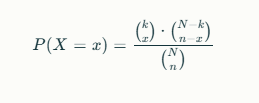 P(X = x) = \frac{\binom{k}{x} \cdot \binom{N-k}{n-x}}{\binom{N}{n}}